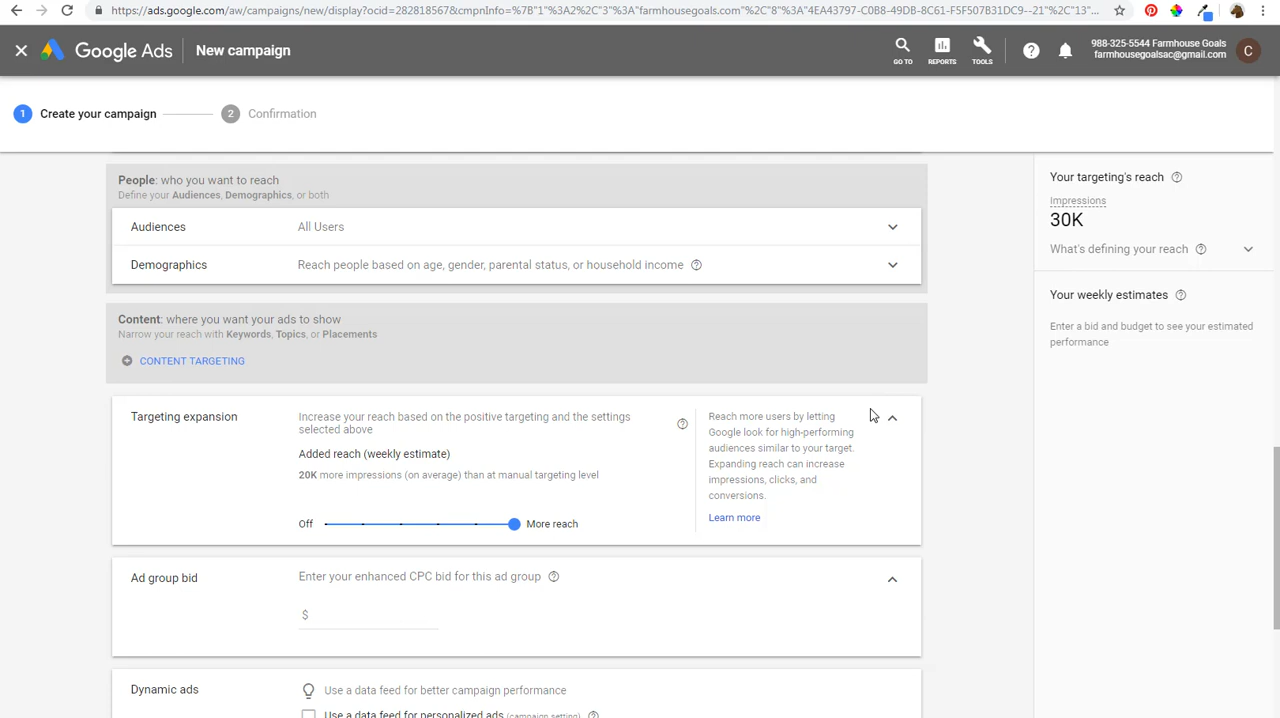 https://ads.google.com/aw/campaigns/new/display?ocid=282818567&cmpnInfo=%7B"1"%3A2%2C"3"%3A"farmhousegoals.com"%2C"8"%3A"4EA43797-C0B8-49DB-8C61-F5F507B31DC9--21"%2C"13"...
Google Ads
New campaign
GO TO
REPORTS
TOOLS
988-325-5544 Farmhouse Goals
farmhousegoalsac@gmail.com
C
1 Create your campaign
2 Confirmation
People: who you want to reach
Define your Audiences, Demographics, or both
Audiences All Users
Demographics Reach people based on age, gender, parental status, or household income
Content: where you want your ads to show
Narrow your reach with Keywords, Topics, or Placements
CONTENT TARGETING
Targeting expansion
Increase your reach based on the positive targeting and the settings
selected above
Added reach (weekly estimate)
20K more impressions (on average) than at manual targeting level
Off More reach
Reach more users by letting
Google look for high-performing
audiences similar to your target.
Expanding reach can increase
impressions, clicks, and
conversions.
Learn more
Ad group bid
Enter your enhanced CPC bid for this ad group
$
Dynamic ads
Use a data feed for better campaign performance
Use a data feed for personalized ads (campaign setting)
Your targeting's reach
Impressions
30K
What's defining your reach
Your weekly estimates
Enter a bid and budget to see your estimated
performance